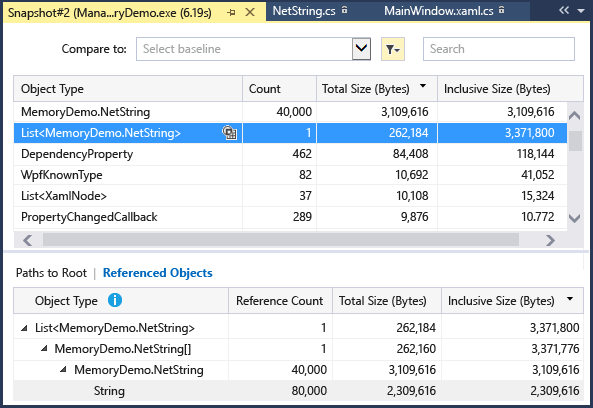 Snapshot#2 (Mana...ryDemo.exe (6.19s) NetString.cs MainWindow.xaml.cs
Compare to: Select baseline Search
Object Type Count Total Size (Bytes) Inclusive Size (Bytes)
MemoryDemo.NetString 40,000 3,109,616 3,109,616
List<MemoryDemo.NetString> 1 262,184 3,371,800
DependencyProperty 462 84,408 118,144
WpfKnownType 82 10,692 41,052
List<XamlNode> 37 10,108 15,324
PropertyChangedCallback 289 9,876 10.772
Paths to Root | Referenced Objects
Object Type Reference Count Total Size (Bytes) Inclusive Size (Bytes)
List<MemoryDemo.NetString> 1 262,184 3,371,800
MemoryDemo.NetString[] 1 262,160 3,371,776
MemoryDemo.NetString 40,000 3,109,616 3,109,616
String 80,000 2,309,616 2,309,616